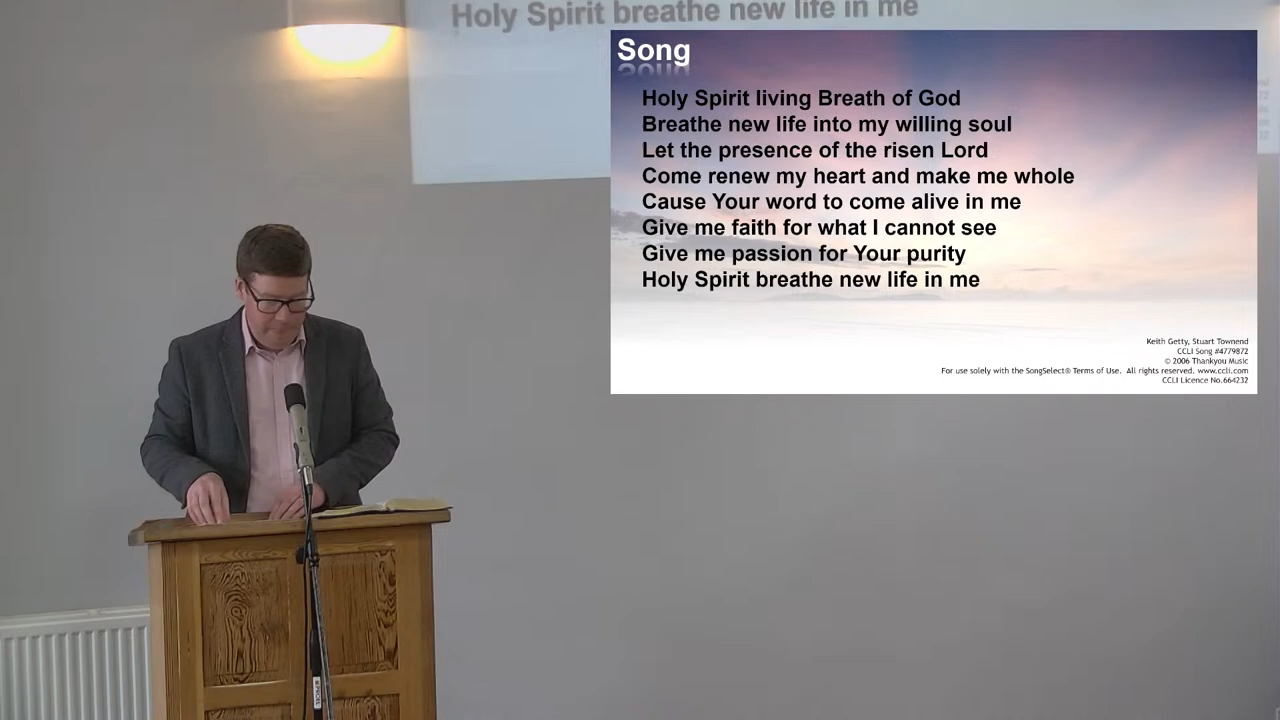 Holy Spirit breathe new life in me
Song
Holy Spirit living Breath of God
Breathe new life into my willing soul
Let the presence of the risen Lord
Come renew my heart and make me whole
Cause Your word to come alive in me
Give me faith for what I cannot see
Give me passion for Your purity
Holy Spirit breathe new life in me
Keith Getty, Stuart Townend
CCLI Song #4779872
© 2006 Thankyou Music
For use solely with the SongSelect® Terms of Use. All rights reserved. www.ccli.com
CCLI Licence No.664232